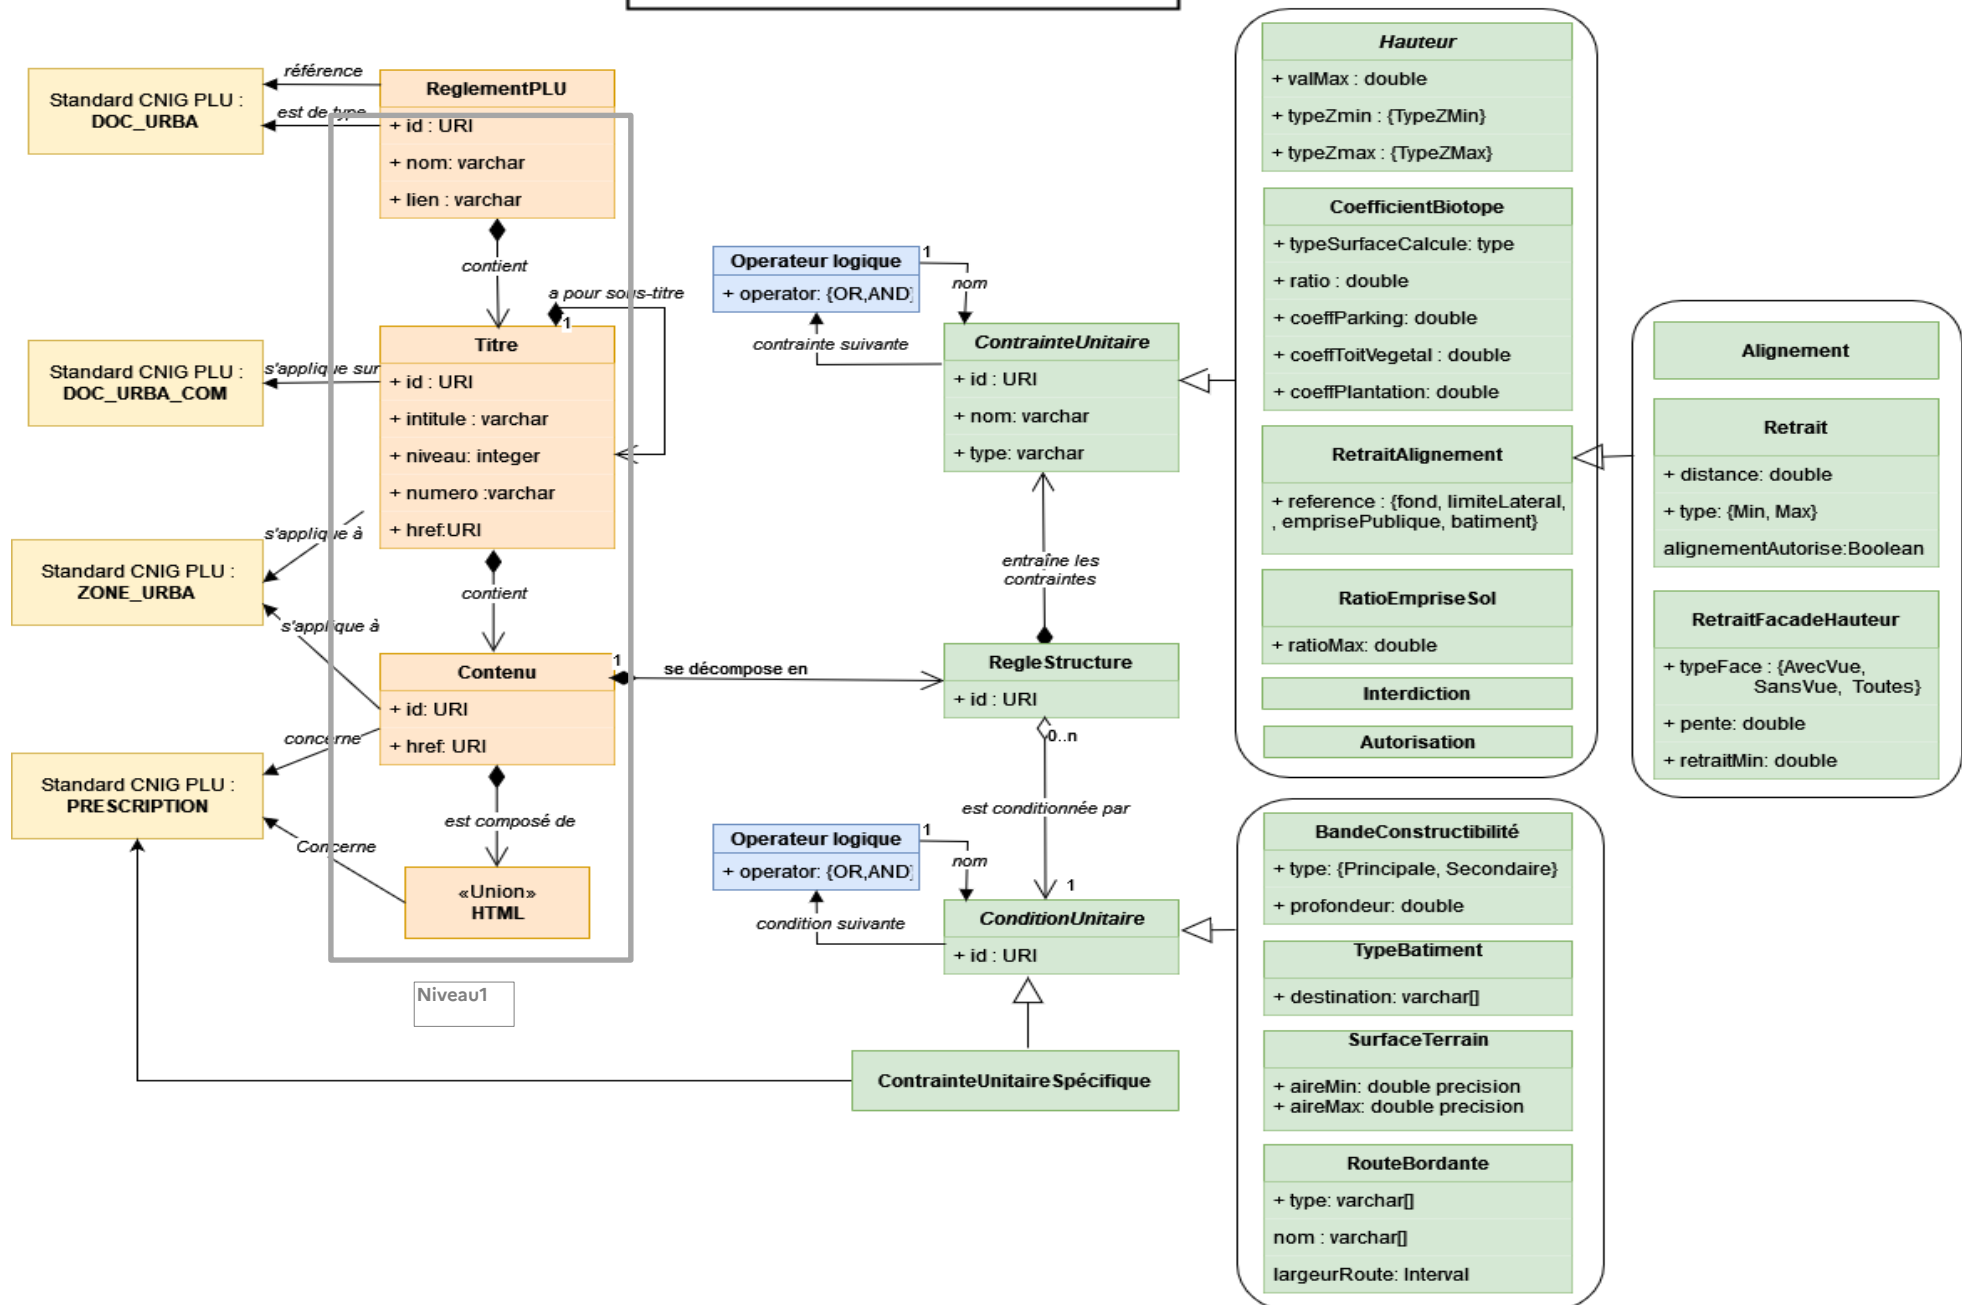 référence
est de type
Standard CNIG PLU :
DOC_URBA
ReglementPLU
+ id : URI
+ nom: varchar
+ lien : varchar
contient
a pour sous-titre
1
Standard CNIG PLU :
DOC_URBA_COM
s'applique sur
Titre
+ id : URI
+ intitule : varchar
+ niveau: integer
+ numero :varchar
+ href:URI
s'applique à
Standard CNIG PLU :
ZONE_URBA
s'applique à
contient
Contenu
+ id: URI
+ href: URI
1
se décompose en
concerne
Standard CNIG PLU :
PRESCRIPTION
Concerne
est composé de
«Union»
HTML
Niveau1
Operateur logique
+ operator: {OR,AND}
1
nom
contrainte suivante
ContrainteUnitaire
+ id : URI
+ nom: varchar
+ type: varchar
entraîne les
contraintes
RegleStructure
+ id : URI
0..n
est conditionnée par
1
Operateur logique
+ operator: {OR,AND}
1
nom
condition suivante
ConditionUnitaire
+ id : URI
ContrainteUnitaireSpécifique
Hauteur
+ valMax : double
+ typeZmin : {TypeZMin}
+ typeZmax : {TypeZMax}
CoefficientBiotope
+ typeSurfaceCalcule: type
+ ratio : double
+ coeffParking: double
+ coeffToitVegetal : double
+ coeffPlantation: double
RetraitAlignement
+ reference : {fond, limiteLateral,
, emprisePublique, batiment}
RatioEmpriseSol
+ ratioMax: double
Interdiction
Autorisation
Alignement
Retrait
+ distance: double
+ type: {Min, Max}
alignementAutorise:Boolean
RetraitFacadeHauteur
+ typeFace : {AvecVue,
SansVue, Toutes}
+ pente: double
+ retraitMin: double
BandeConstructibilité
+ type: {Principale, Secondaire}
+ profondeur: double
TypeBatiment
+ destination: varchar[]
SurfaceTerrain
+ aireMin: double precision
+ aireMax: double precision
RouteBordante
+ type: varchar[]
nom : varchar[]
largeurRoute: Interval